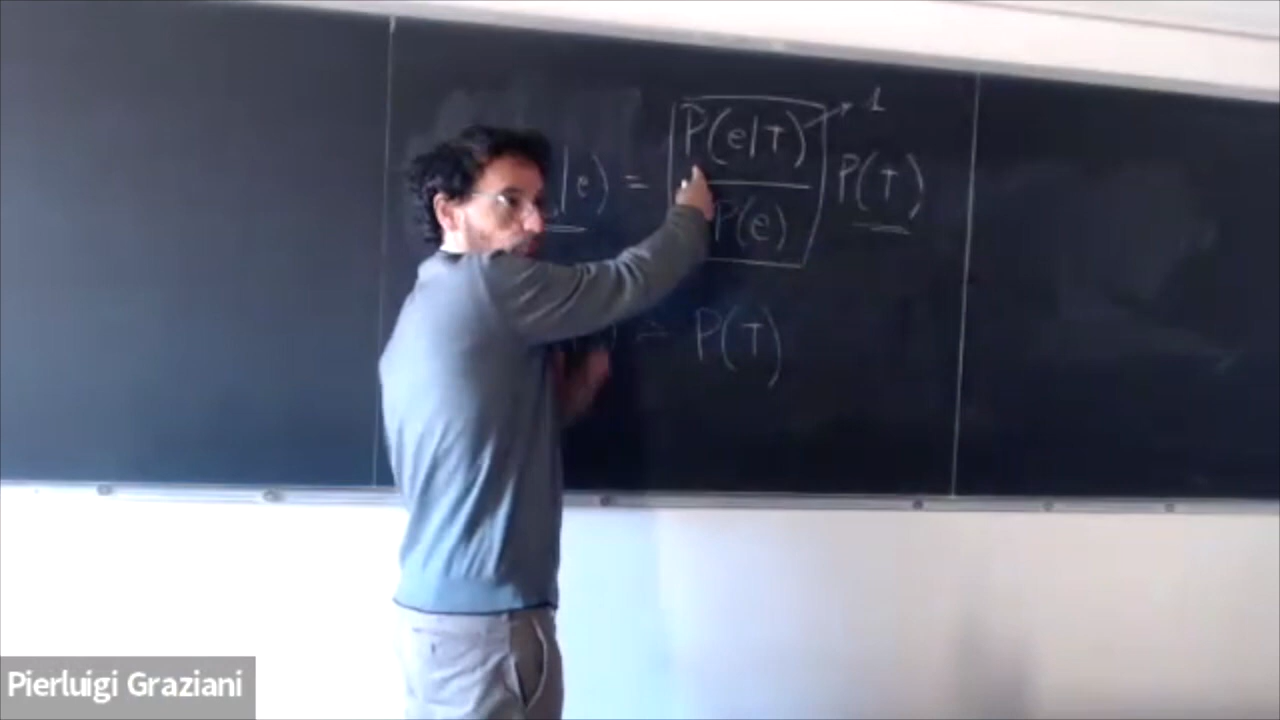 1
|e) = P(e|T) P(T)
P(e)
= P(T)
Pierluigi Graziani